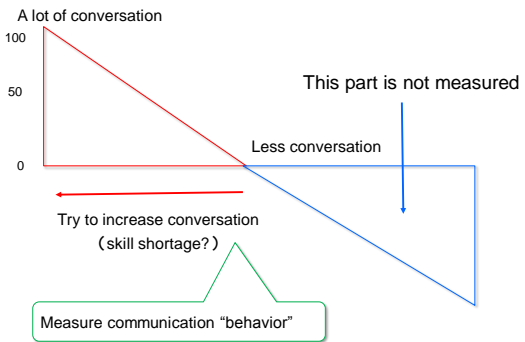 A lot of conversation
100
This part is not measured
50
Less conversation
0
Try to increase conversation
（skill shortage?）
Measure communication “behavior”